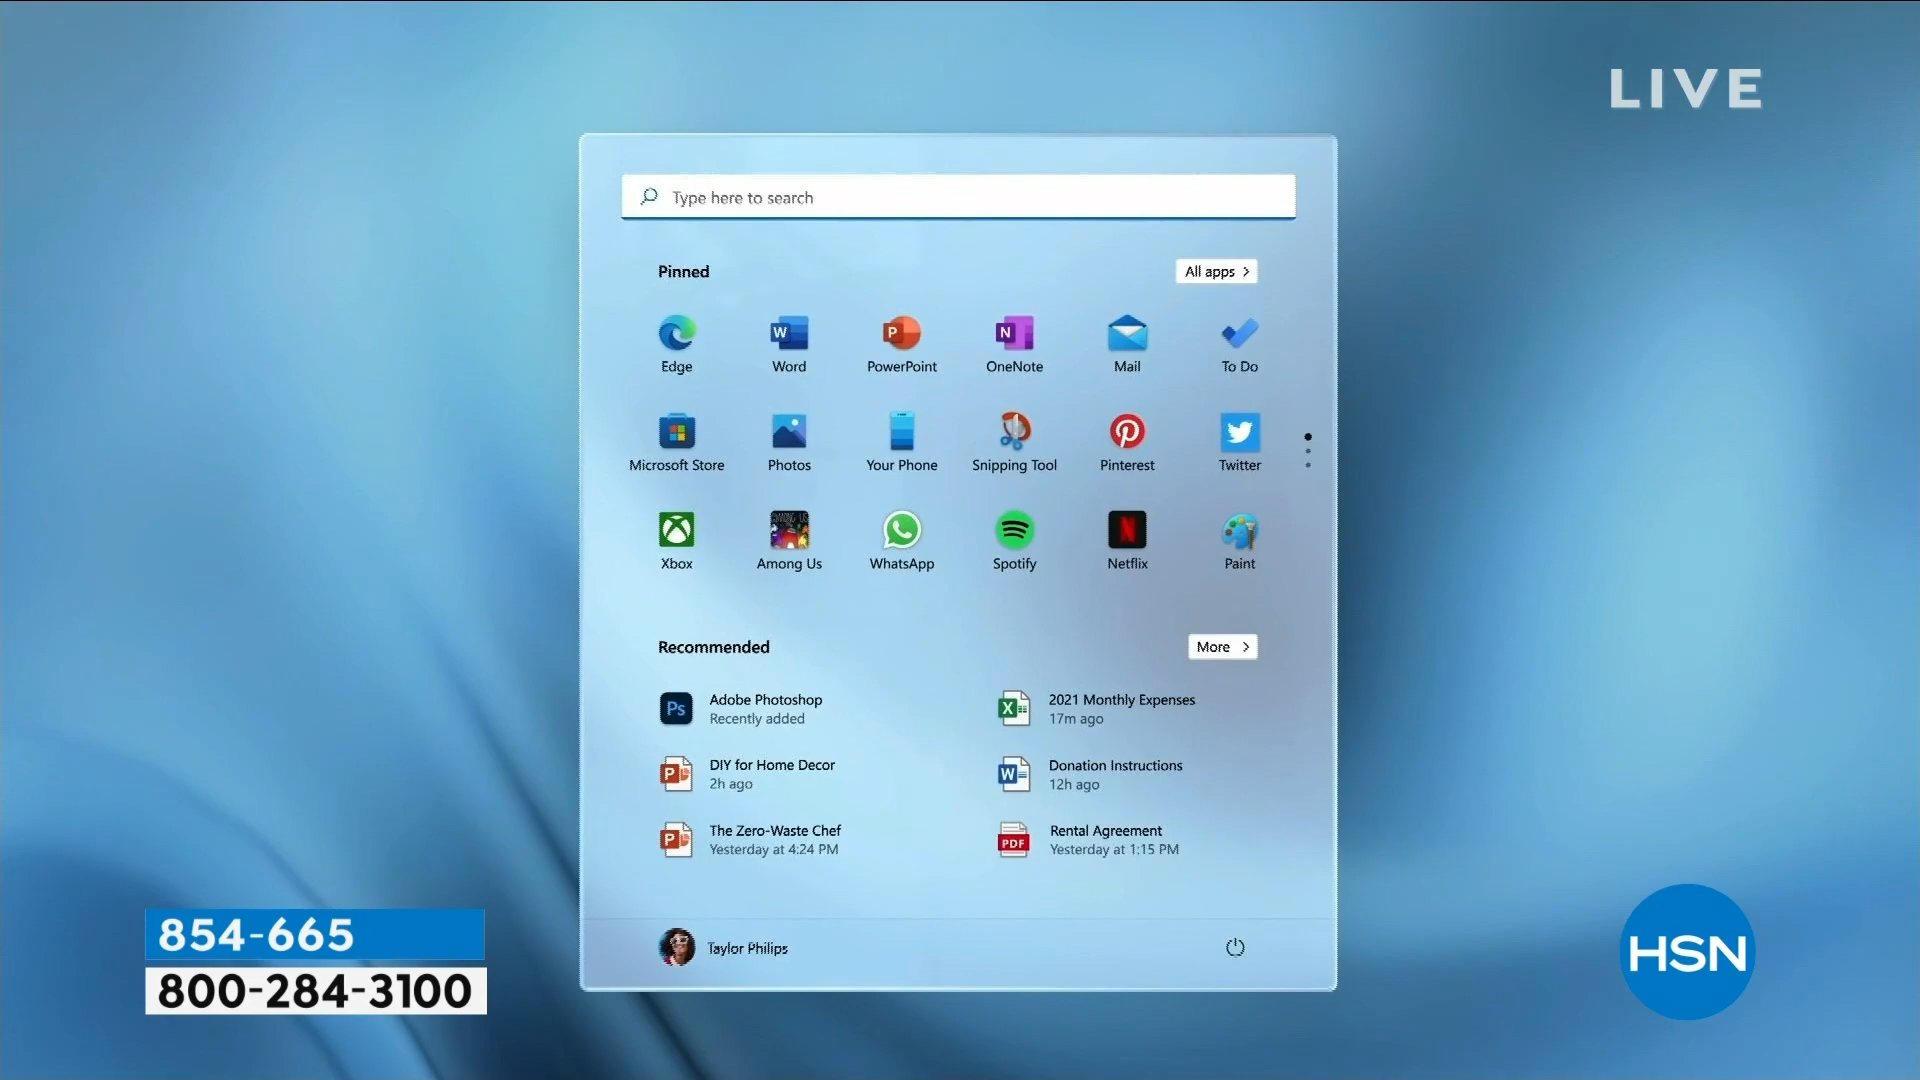 LIVE
Type here to search
Pinned
All apps
Edge
Word
PowerPoint
OneNote
Mail
To Do
Microsoft Store
Photos
Your Phone
Snipping Tool
Pinterest
Twitter
Xbox
Among Us
WhatsApp
Spotify
Netflix
Paint
Recommended
More
Adobe Photoshop
Recently added
2021 Monthly Expenses
17m ago
DIY for Home Decor
2h ago
Donation Instructions
12h ago
The Zero-Waste Chef
Yesterday at 4:24 PM
Rental Agreement
Yesterday at 1:15 PM
PDF
Taylor Philips
854-665
800-284-3100
HSN